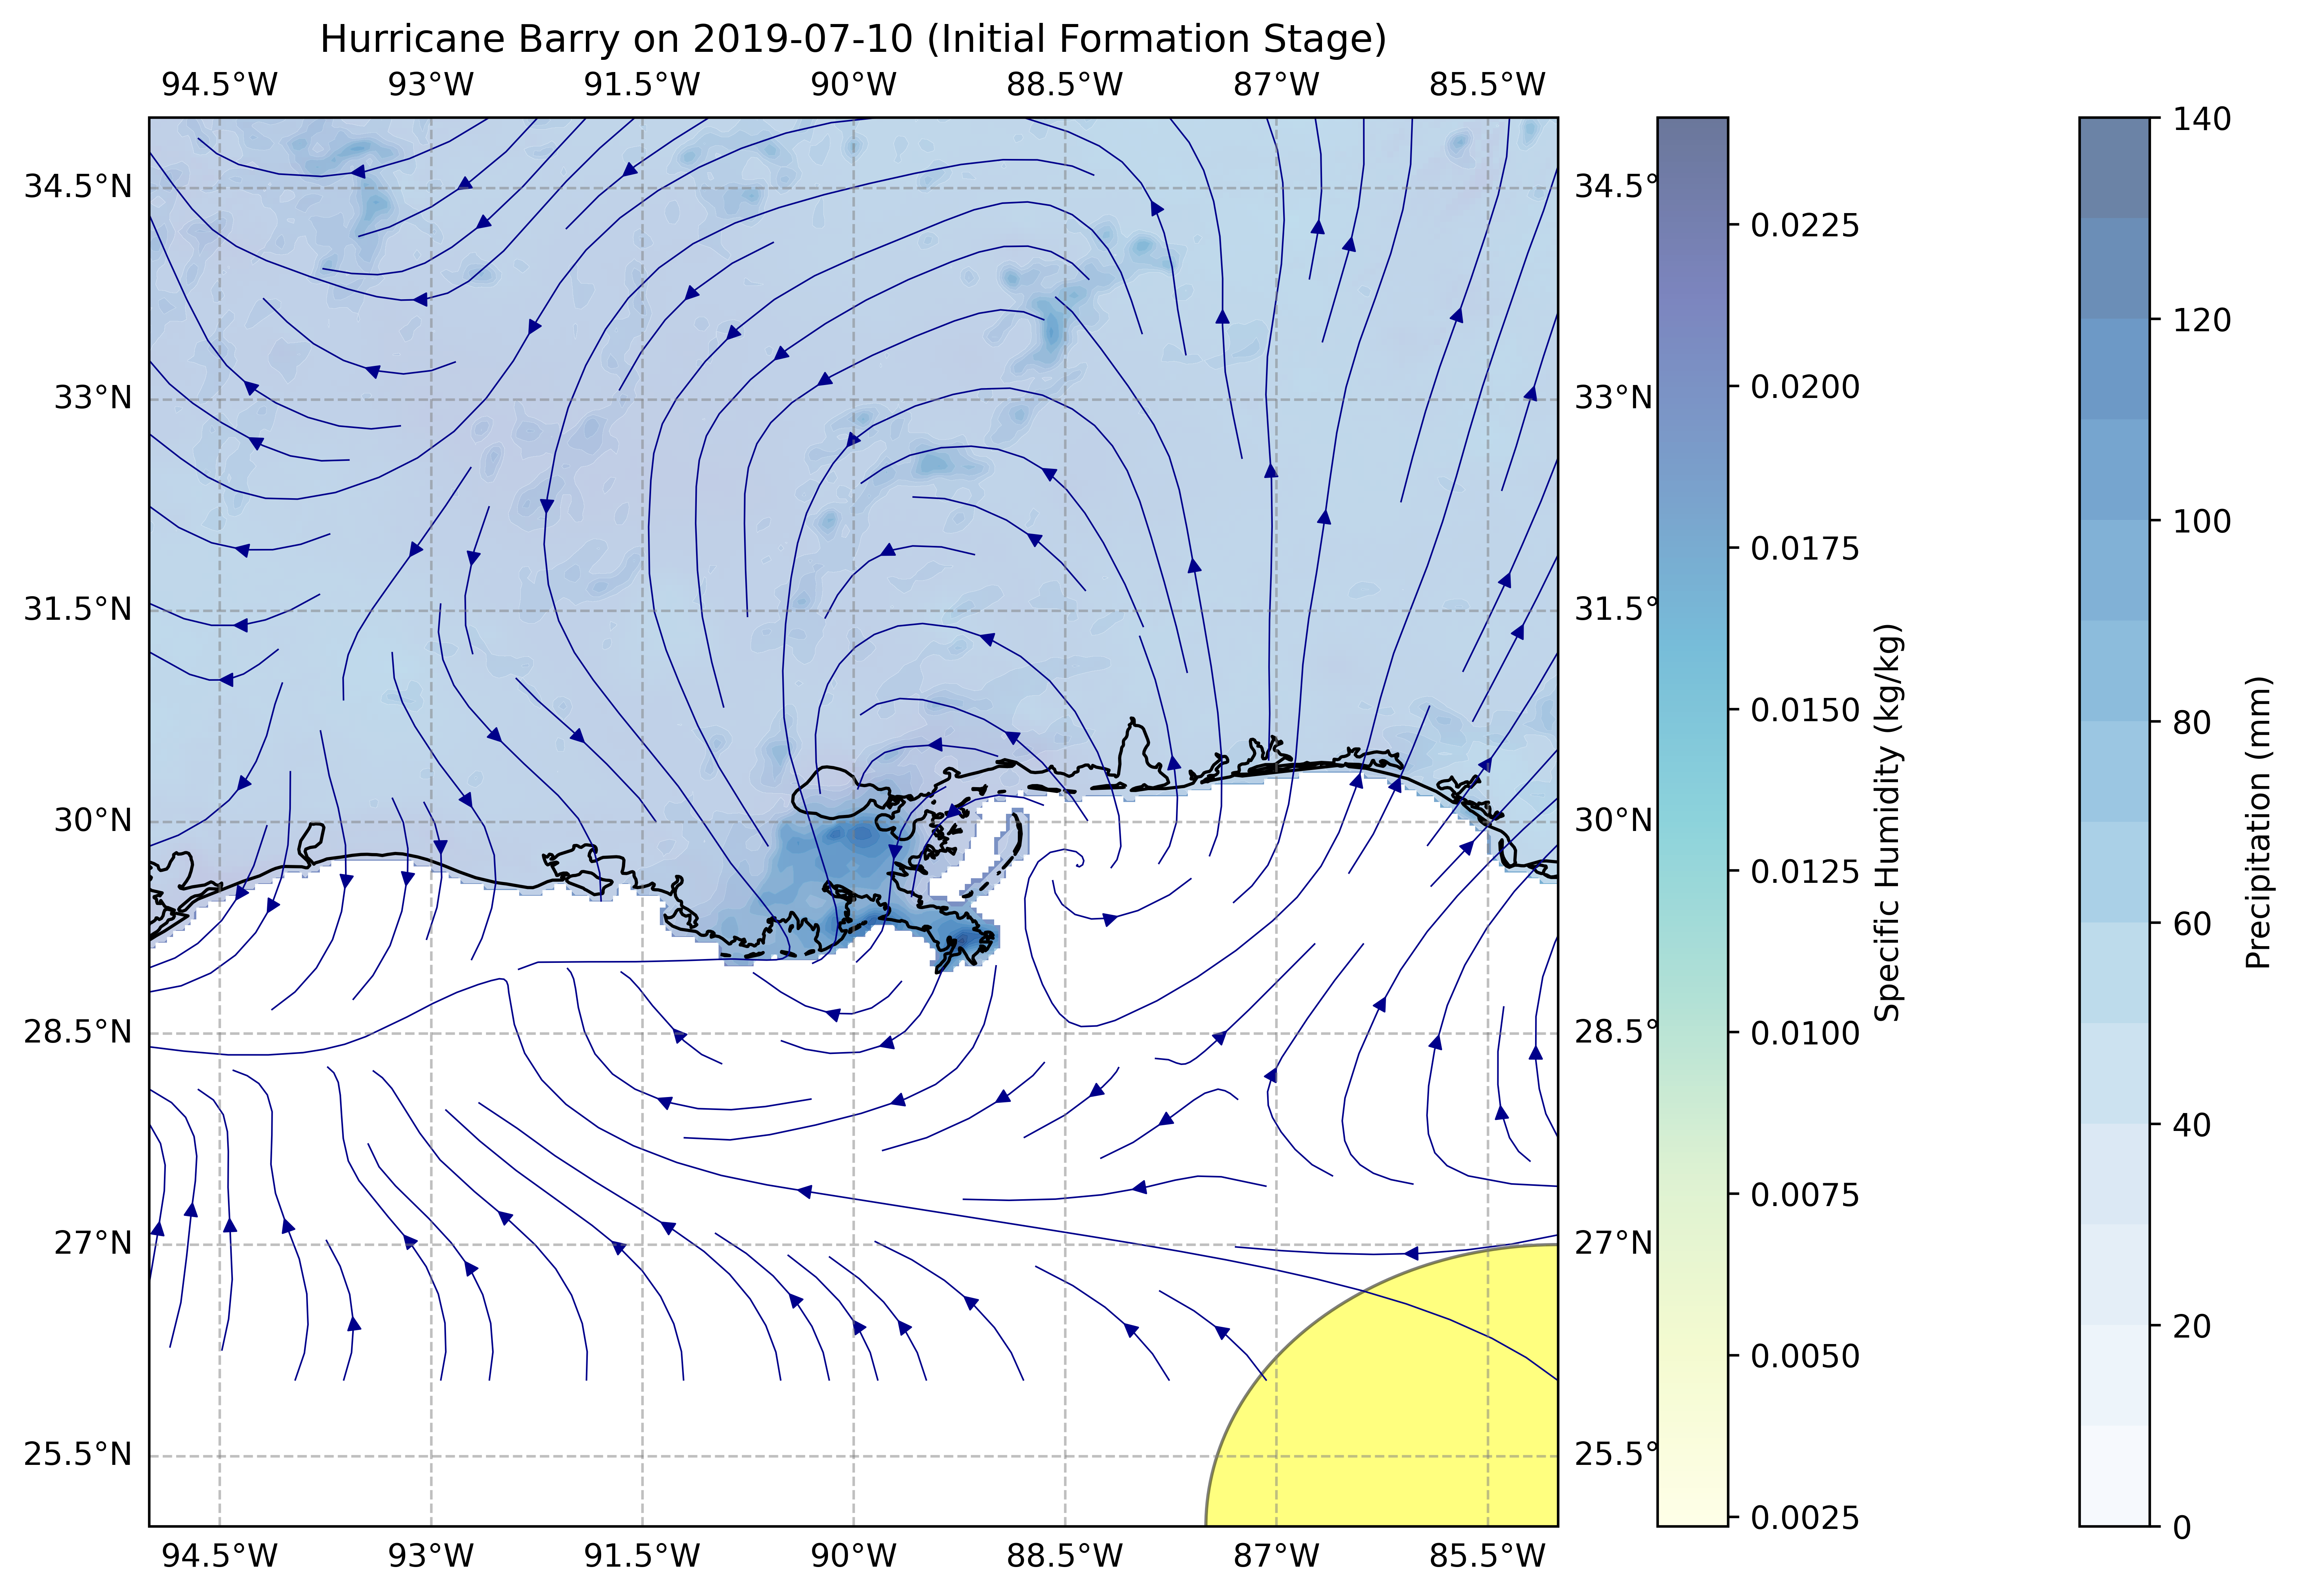 Hurricane Barry on 2019-07-10 (Initial Formation Stage)
94.5°W 93°W 91.5°W 90°W 88.5°W 87°W 85.5°W
34.5°N 34.5°
33°N 33°N
31.5°N 31.5°
30°N 30°N
28.5°N 28.5°
27°N 27°N
25.5°N 25.5°
94.5°W 93°W 91.5°W 90°W 88.5°W 87°W 85.5°W
0.0225
0.0200
0.0175
0.0150
0.0125
0.0100
0.0075
0.0050
0.0025
Specific Humidity (kg/kg)
140
120
100
80
60
40
20
0
Precipitation (mm)